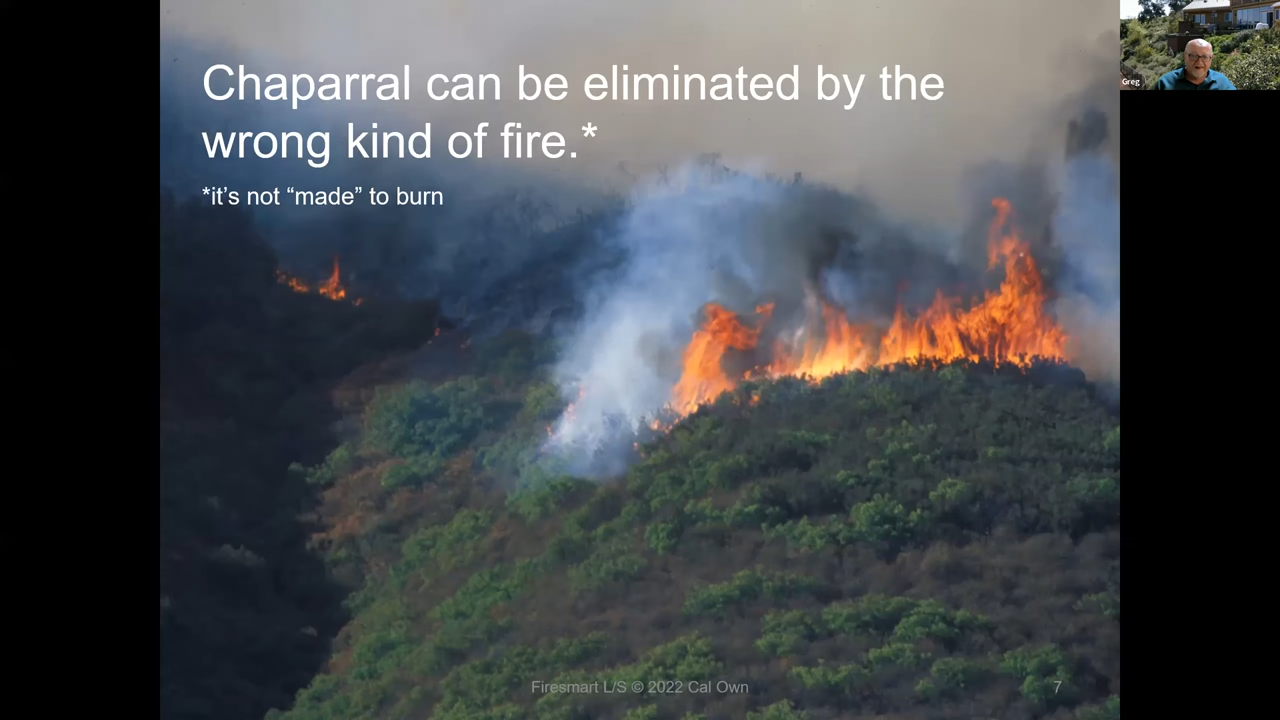 Chaparral can be eliminated by the
wrong kind of fire.*
*it’s not “made” to burn
Greg
Firesmart L/S © 2022 Cal Own
7